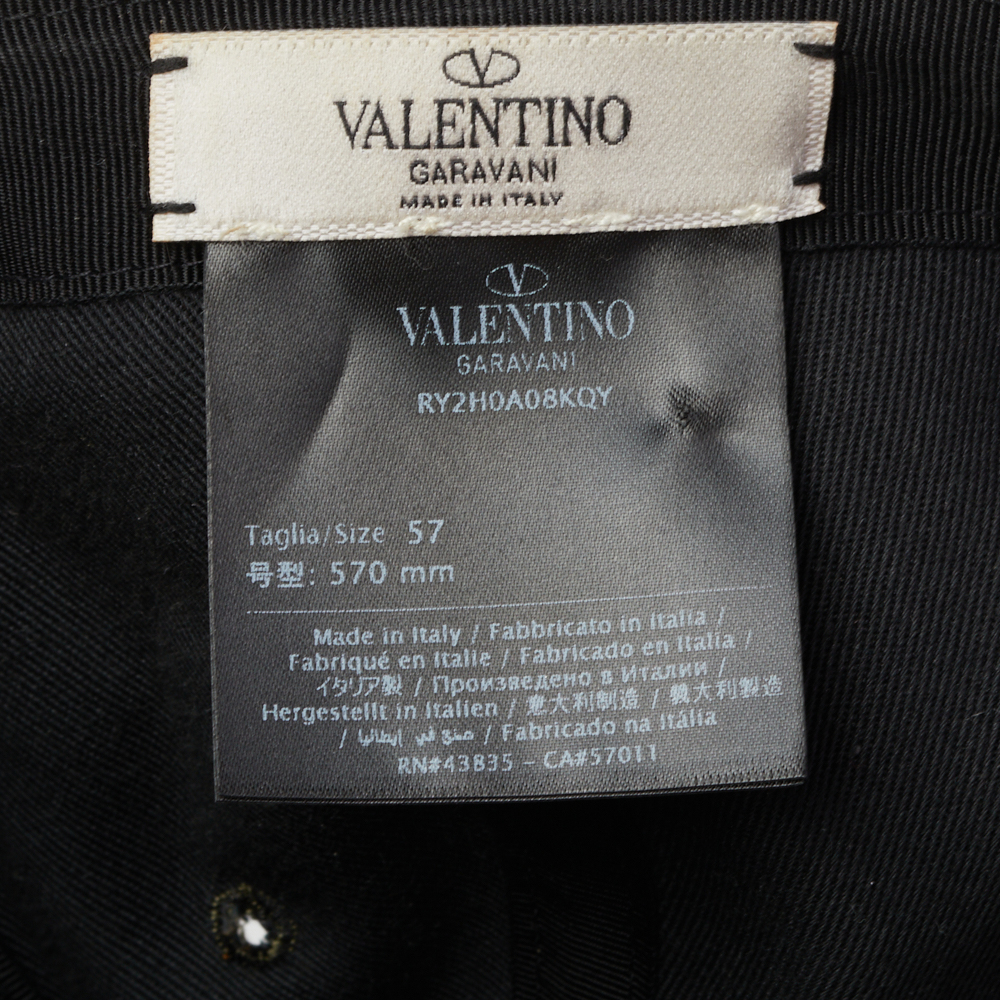 V
VALENTINO
GARAVANI
MADE IN ITALY
V
VALENTINO
GARAVANI
RY2H0A08KQY
Taglia/Size 57
号型: 570 mm
Made in Italy / Fabbricato in Italia /
Fabriqué en Italie / Fabricado en Italia
イタリア製 / Произведено в Италии /
Hergestellt in Italien / 意大利制造 / 義大利製造
/ صنع في إيطاليا / Fabricado na Itália
RN#43835 - CA#57011